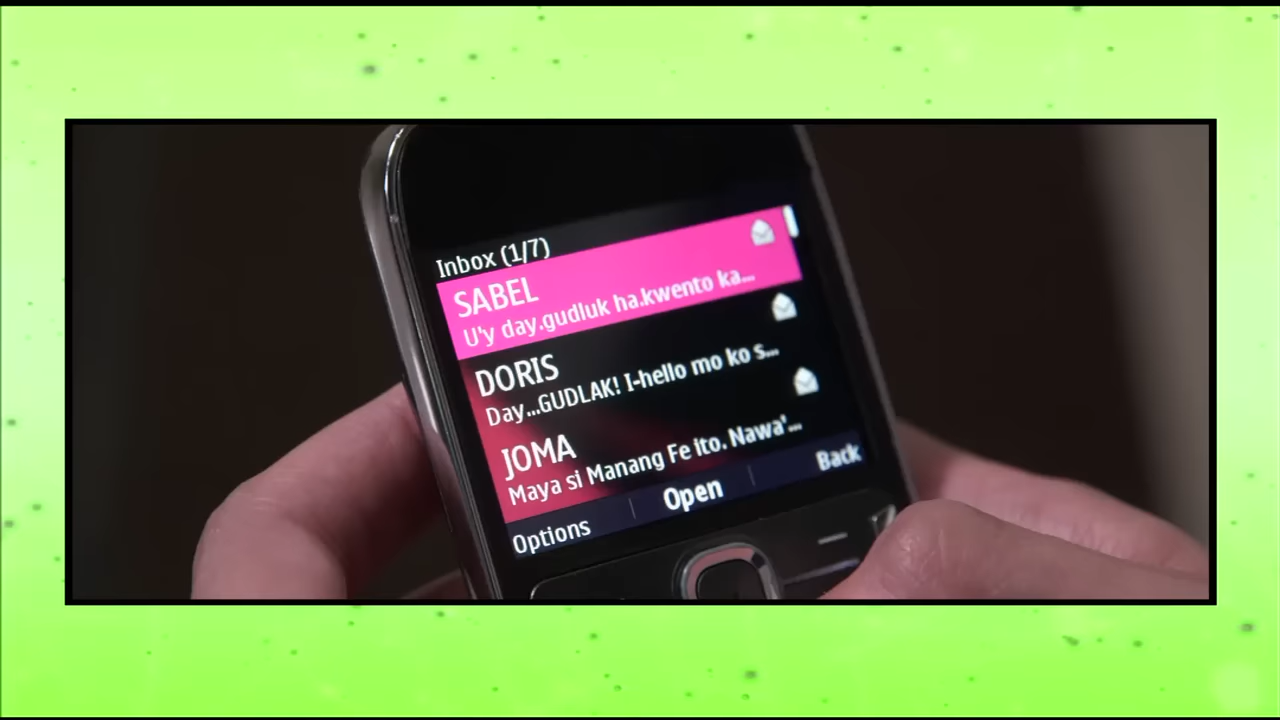 Inbox (1/7)
SABEL
U'y day.gudluk ha.kwento ka...
DORIS
Day...GUDLAK! I-hello mo ko s...
JOMA
Maya si Manang Fe ito. Nawa'...
Options
Open
Back